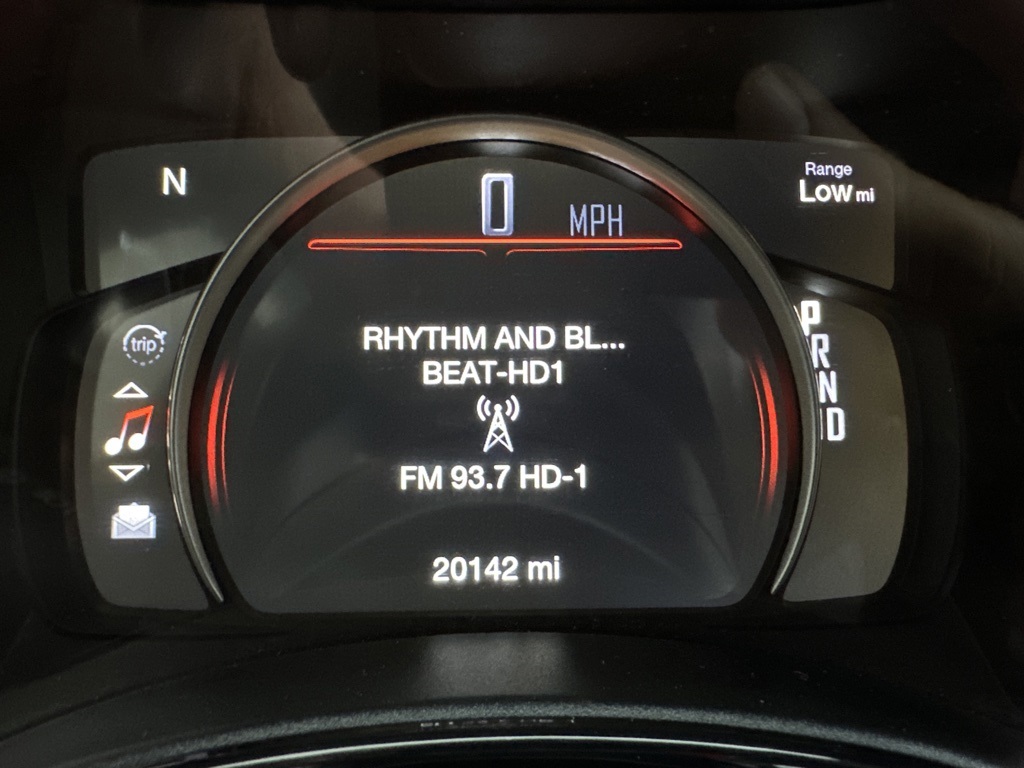 N
0 MPH
Range
Low mi
trip
RHYTHM AND BL...
BEAT-HD1
FM 93.7 HD-1
20142 mi
P
R
N
D